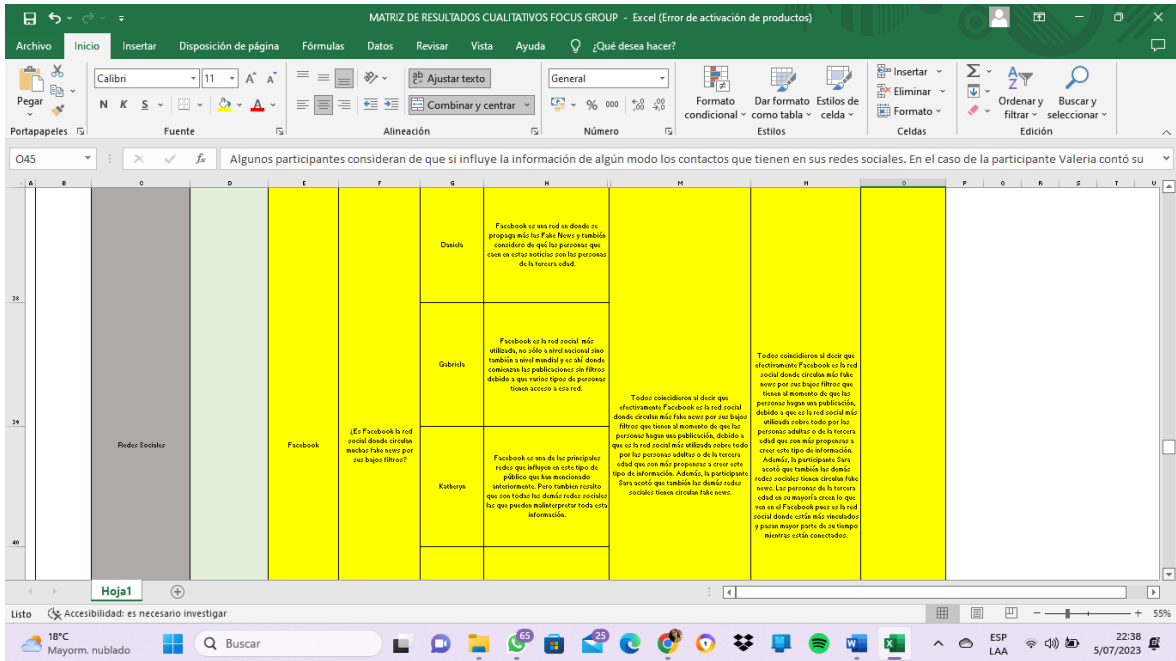 MATRIZ DE RESULTADOS CUALITATIVOS FOCUS GROUP - Excel (Error de activación de productos)
Archivo Inicio Insertar Disposición de página Fórmulas Datos Revisar Vista Ayuda ¿Qué desea hacer?
Pegar
Portapapeles
Calibri 11
N K S
Fuente
Ajustar texto
Combinar y centrar
Alineación
General
% 000
Número
Formato condicional
Dar formato como tabla
Estilos de celda
Estilos
Insertar
Eliminar
Formato
Celdas
Ordenar y filtrar
Buscar y seleccionar
Edición
O45 fx Algunos participantes consideran de que si influye la información de algún modo los contactos que tienen en sus redes sociales. En el caso de la participante Valeria contó su
A B C D E F G H M N O P Q R S T U
38
39
40
Redes Sociales
Facebook
¿Es Facebook la red
social donde circulan
muchas fake news por
sus bajos filtros?
Daniela
Facebook es una red en donde se
propaga más las Fake News y también
considero de qué las personas que
caen en estas noticias son las personas
de la tercera edad.
Gabriela
Facebook es la red social más
utilizada, no sólo a nivel nacional sino
también a nivel mundial y es ahí donde
comienzan las publicaciones sin filtros
debido a que varios tipos de personas
tienen acceso a esa red.
Katheryn
Facebook es una de las principales
redes que influyen en este tipo de
público que han mencionado
anteriormente. Pero tambien resalto
que son todas las demás redes sociales
las que pueden malinterpretar toda esta
información.
Todos coincidieron al decir que
efectivamente Facebook es la red social
donde circulan más fake news por sus bajos
filtros que tienen al momento de que las
personas hagan una publicación, debido a
que es la red social más utilizada sobre todo
por las personas adultas o de la tercera
edad que son más propensas a creer este
tipo de información. Además, la participante
Sara acotó que también las demás redes
sociales tienen circulan fake news.
Todos coincidieron al decir que
efectivamente Facebook es la red
social donde circulan más fake
news por sus bajos filtros que
tienen al momento de que las
personas hagan una publicación,
debido a que es la red social más
utilizada sobre todo por las
personas adultas o de la tercera
edad que son más propensas a
creer este tipo de información.
Además, la participante Sara
acotó que también las demás
redes sociales tienen circulan fake
news. Las personas de la tercera
edad en su mayoría creen lo que
ven en el Facebook pues es la red
social donde están más vinculados
y pasan mayor parte de su tiempo
mientras están conectados.
Hoja1
Listo Accesibilidad: es necesario investigar 55%
18°C
Mayorm. nublado
Buscar
65
25
ESP
LAA
22:38
5/07/2023